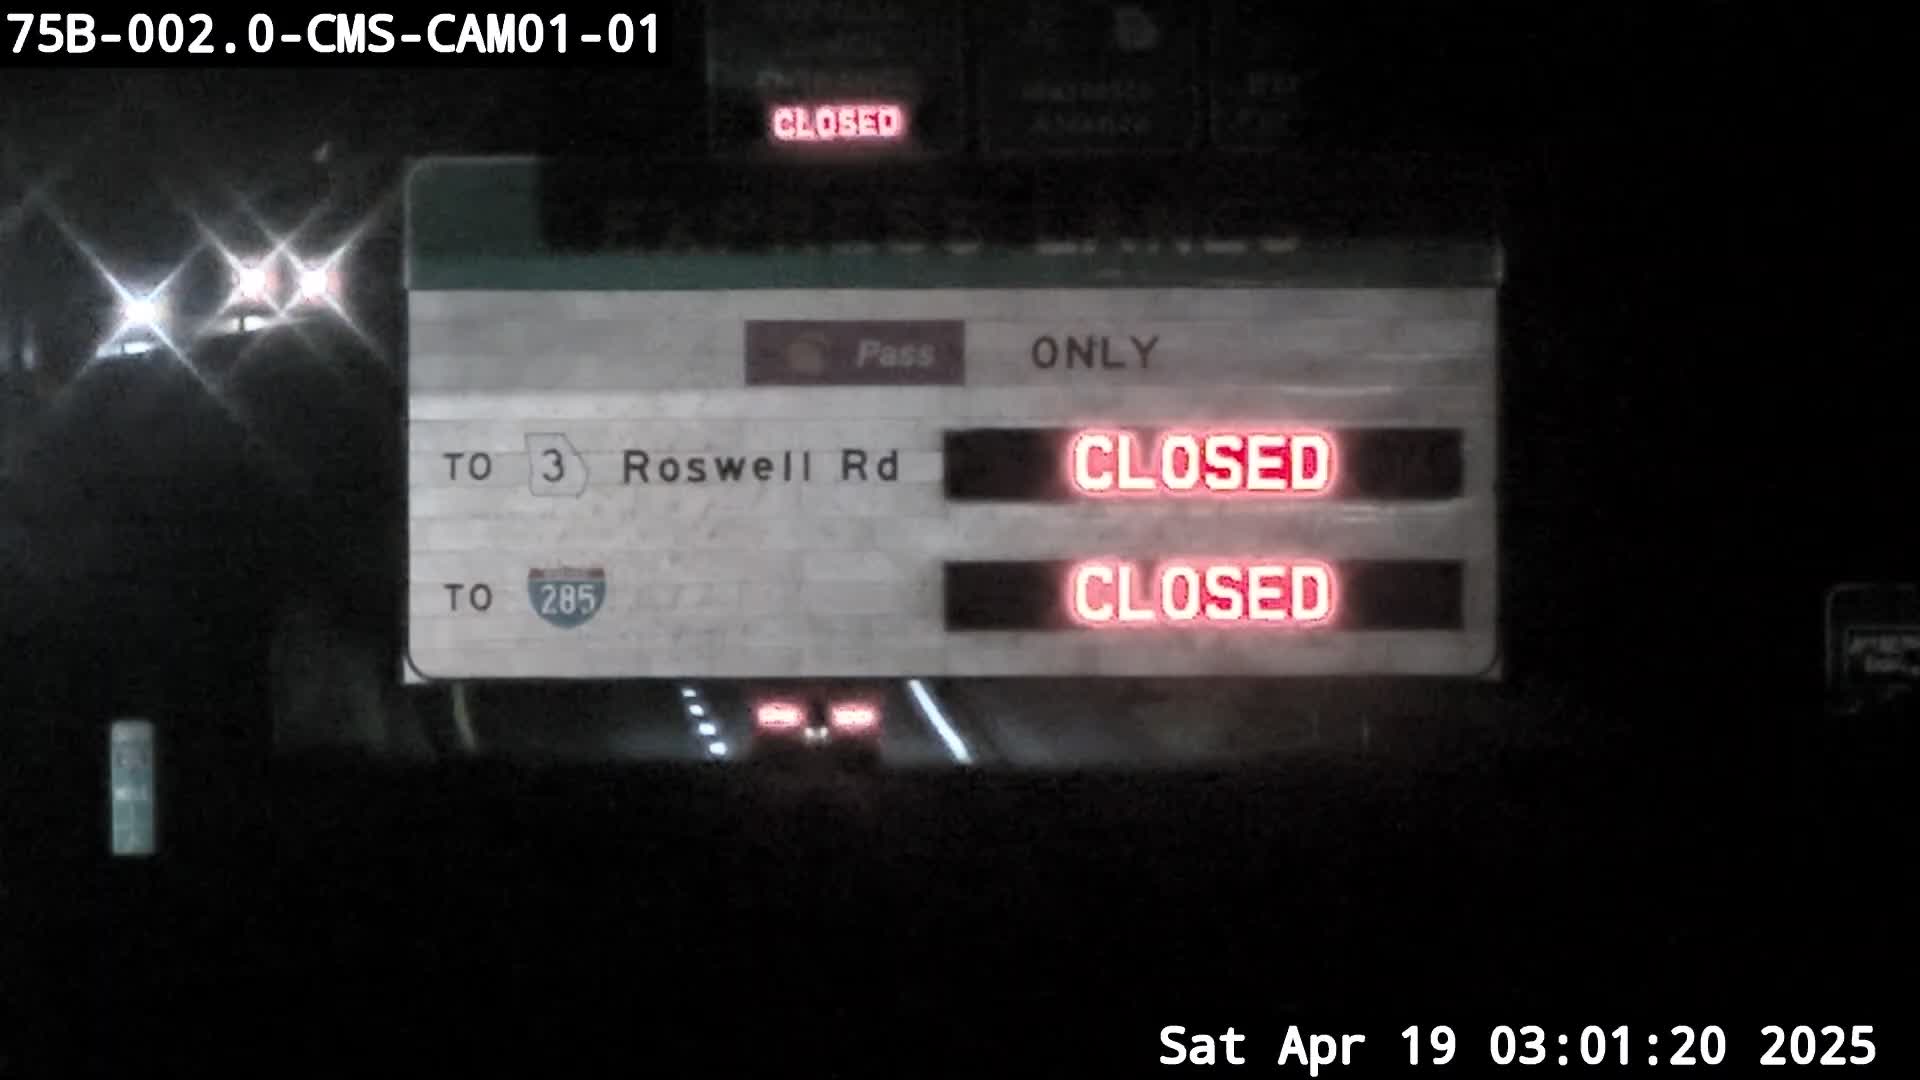 75B-002.0-CMS-CAM01-01
CLOSED
Pass ONLY
TO 3 Roswell Rd CLOSED
TO 285 CLOSED
Sat Apr 19 03:01:20 2025